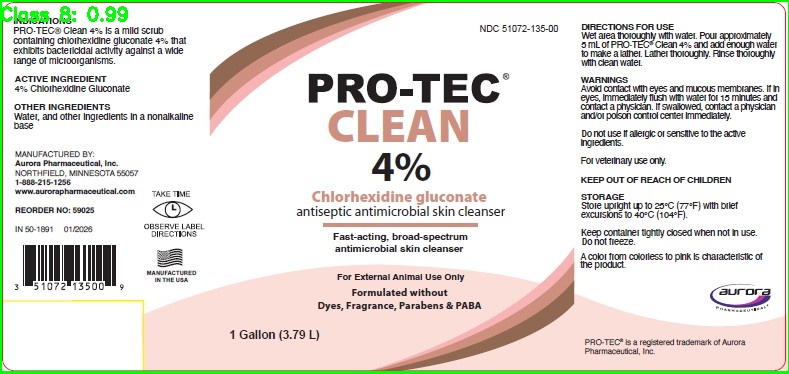 Class 8: 0.99
INDICATIONS
PRO-TEC® Clean 4% is a mild scrub
containing chlorhexidine gluconate 4% that
exhibits bactericidal activity against a wide
range of microorganisms.
ACTIVE INGREDIENT
4% Chlorhexidine Gluconate
OTHER INGREDIENTS
Water, and other ingredients in a nonalkaline
base
MANUFACTURED BY:
Aurora Pharmaceutical, Inc.
NORTHFIELD, MINNESOTA 55057
1-888-215-1256
www.aurorapharmaceutical.com
REORDER NO: 59025
IN 50-1891 01/2026
3 51072 13500 9
TAKE TIME
OBSERVE LABEL
DIRECTIONS
MANUFACTURED
IN THE USA
NDC 51072-135-00
PRO-TEC®
CLEAN
4%
Chlorhexidine gluconate
antiseptic antimicrobial skin cleanser
Fast-acting, broad-spectrum
antimicrobial skin cleanser
For External Animal Use Only
Formulated without
Dyes, Fragrance, Parabens & PABA
1 Gallon (3.79 L)
DIRECTIONS FOR USE
Wet area thoroughly with water. Pour approximately
5 mL of PRO-TEC® Clean 4% and add enough water
to make a lather. Lather thoroughly. Rinse thoroughly
with clean water.
WARNINGS
Avoid contact with eyes and mucous membranes. If in
eyes, immediately flush with water for 15 minutes and
contact a physician. If swallowed, contact a physician
and/or poison control center immediately.
Do not use if allergic or sensitive to the active
ingredients.
For veterinary use only.
KEEP OUT OF REACH OF CHILDREN
STORAGE
Store upright up to 25°C (77°F) with brief
excursions to 40°C (104°F).
Keep container tightly closed when not in use.
Do not freeze.
A color from colorless to pink is characteristic of
the product.
aurora
PHARMACEUTICAL
PRO-TEC® is a registered trademark of Aurora
Pharmaceutical, Inc.